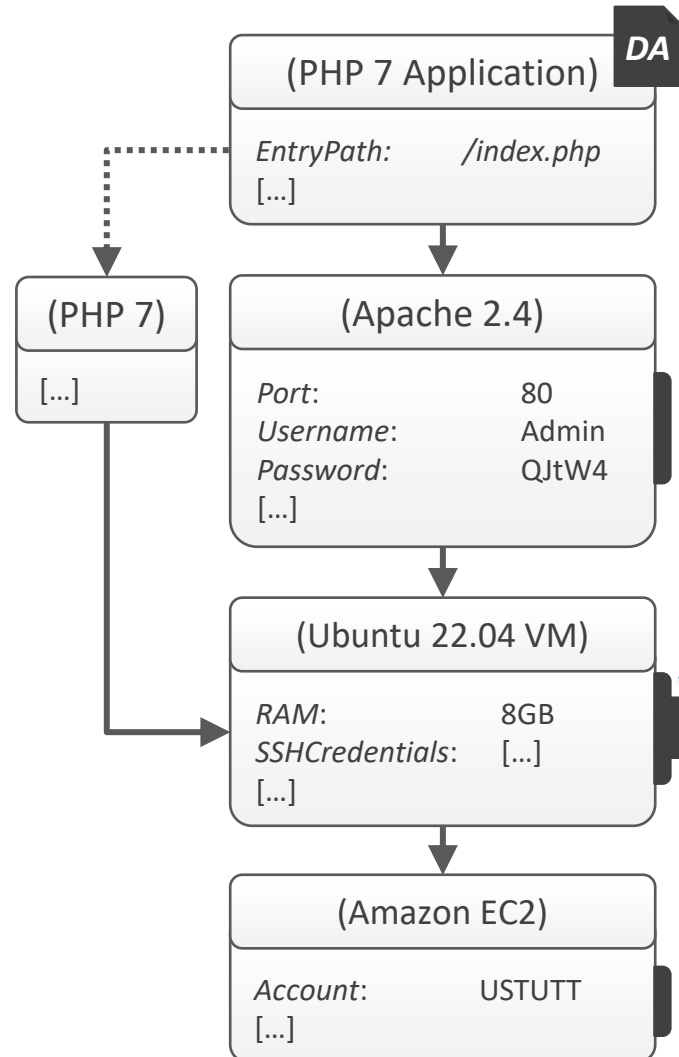 DA
(PHP 7 Application)
EntryPath: /index.php
[...]
(PHP 7)
[...]
(Apache 2.4)
Port: 80
Username: Admin
Password: QJtW4
[...]
(Ubuntu 22.04 VM)
RAM: 8GB
SSHCredentials: [...]
[...]
(Amazon EC2)
Account: USTUTT
[...]